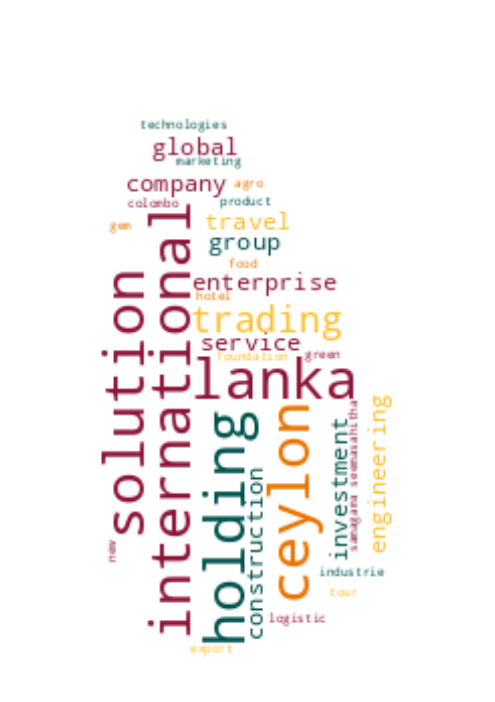 technologies
global
marketing
company
agro
colombo
product
gem
travel
group
international
food
enterprise
solution
hotel
trading
service
foundation
green
lanka
ceylon
holding
investment
samagara seemasahitha
engineering
construction
new
industrie
tour
logistic
export